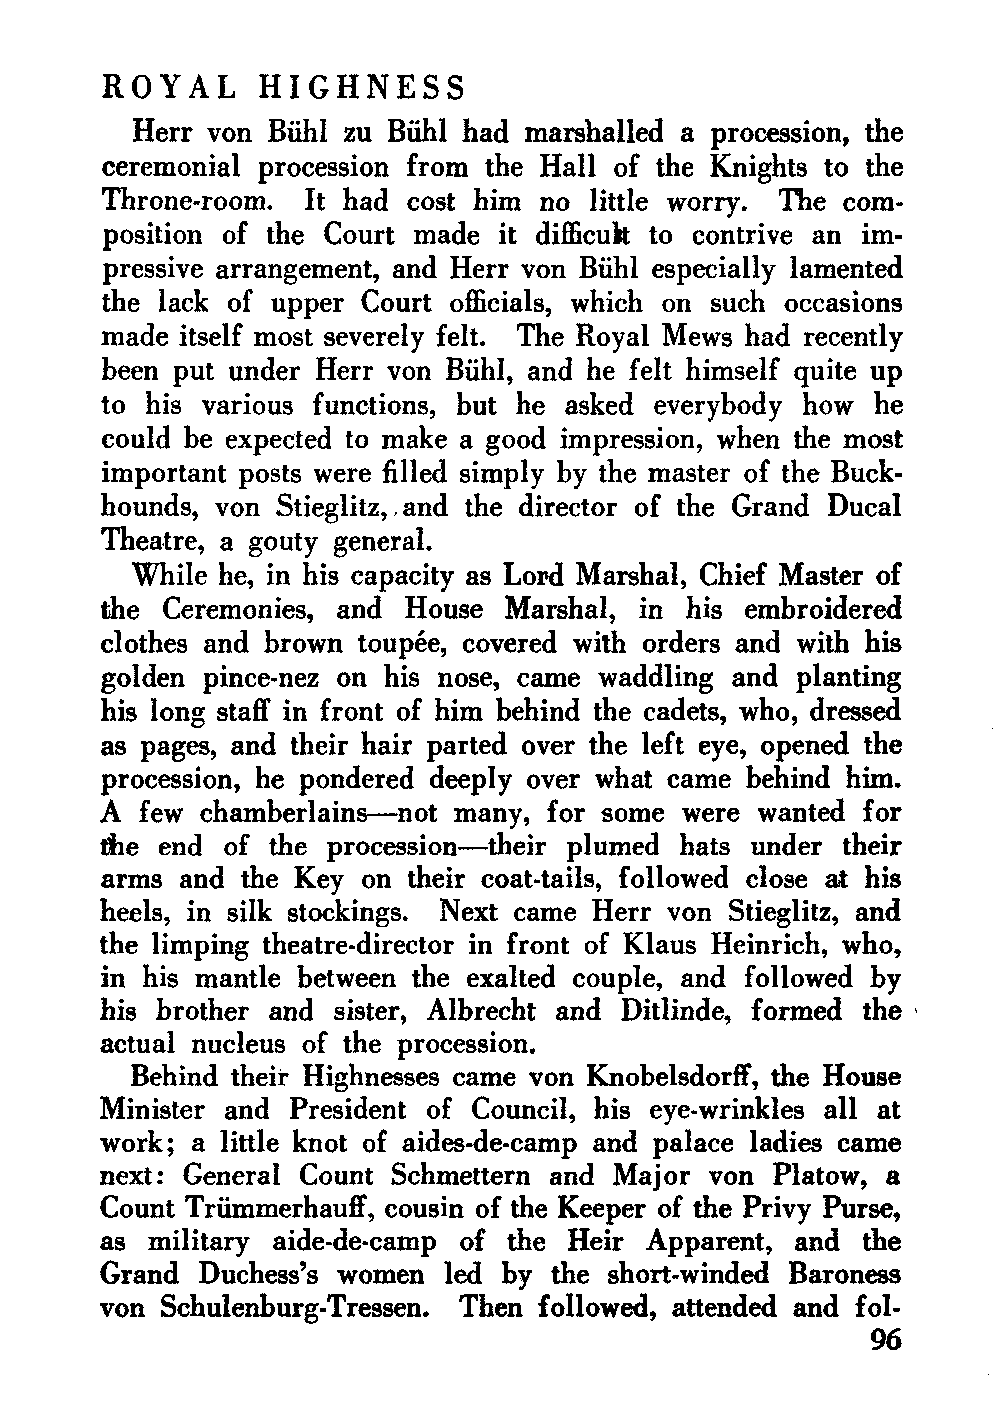 ROYAL HIGHNESS
Herr von Bühl zu Bühl had marshalled a procession, the
ceremonial procession from the Hall of the Knights to the
Throne-room. It had cost him no little worry. The com-
position of the Court made it difficult to contrive an im-
pressive arrangement, and Herr von Bühl especially lamented
the lack of upper Court officials, which on such occasions
made itself most severely felt. The Royal Mews had recently
been put under Herr von Bühl, and he felt himself quite up
to his various functions, but he asked everybody how he
could be expected to make a good impression, when the most
important posts were filled simply by the master of the Buck-
hounds, von Stieglitz, and the director of the Grand Ducal
Theatre, a gouty general.
While he, in his capacity as Lord Marshal, Chief Master of
the Ceremonies, and House Marshal, in his embroidered
clothes and brown toupée, covered with orders and with his
golden pince-nez on his nose, came waddling and planting
his long staff in front of him behind the cadets, who, dressed
as pages, and their hair parted over the left eye, opened the
procession, he pondered deeply over what came behind him.
A few chamberlains—not many, for some were wanted for
the end of the procession—their plumed hats under their
arms and the Key on their coat-tails, followed close at his
heels, in silk stockings. Next came Herr von Stieglitz, and
the limping theatre-director in front of Klaus Heinrich, who,
in his mantle between the exalted couple, and followed by
his brother and sister, Albrecht and Ditlinde, formed the
actual nucleus of the procession.
Behind their Highnesses came von Knobelsdorff, the House
Minister and President of Council, his eye-wrinkles all at
work; a little knot of aides-de-camp and palace ladies came
next: General Count Schmettern and Major von Platow, a
Count Trümmerhauff, cousin of the Keeper of the Privy Purse,
as military aide-de-camp of the Heir Apparent, and the
Grand Duchess's women led by the short-winded Baroness
von Schulenburg-Tressen. Then followed, attended and fol-
96